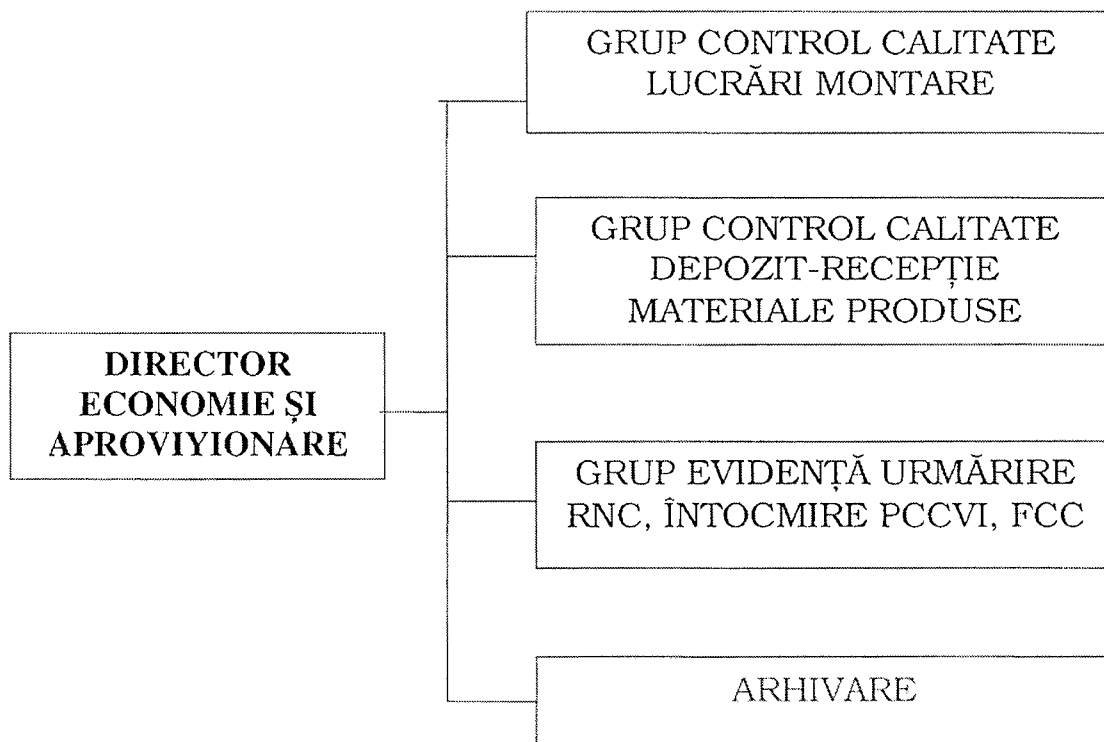 GRUP CONTROL CALITATE
LUCRĂRI MONTARE
GRUP CONTROL CALITATE
DEPOZIT-RECEPȚIE
MATERIALE PRODUSE
DIRECTOR
ECONOMIE ȘI
APROVIYIONARE
GRUP EVIDENȚĂ URMĂRIRE
RNC, ÎNTOCMIRE PCCVI, FCC
ARHIVARE